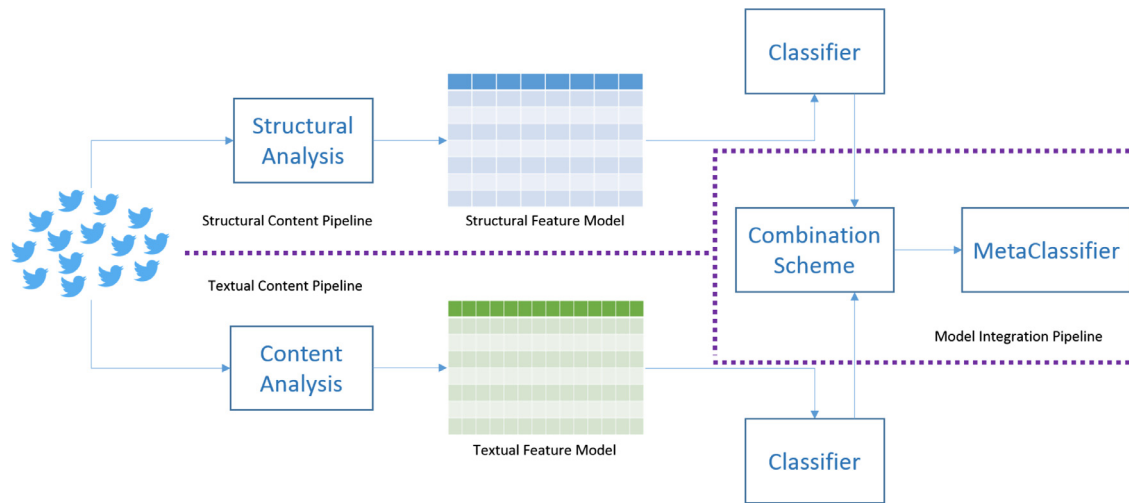 Classifier
Structural
Analysis
Structural Content Pipeline
Structural Feature Model
Combination
Scheme
MetaClassifier
Textual Content Pipeline
Model Integration Pipeline
Content
Analysis
Textual Feature Model
Classifier